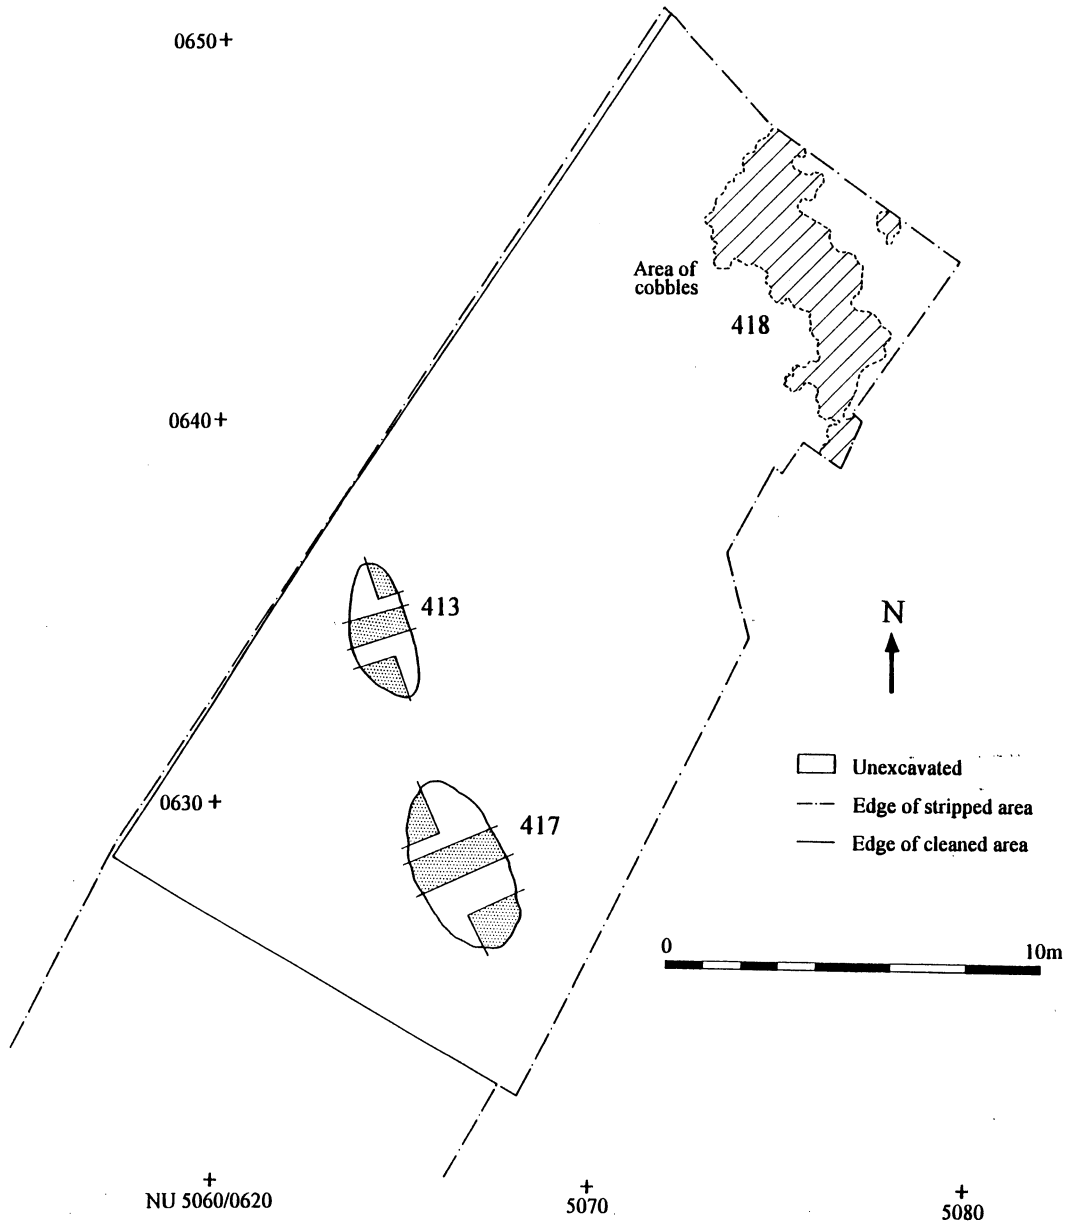 0650+
Area of
cobbles
418
0640+
413
N
0630+
417
Unexcavated
Edge of stripped area
Edge of cleaned area
0 10m
NU 5060/0620
5070
5080